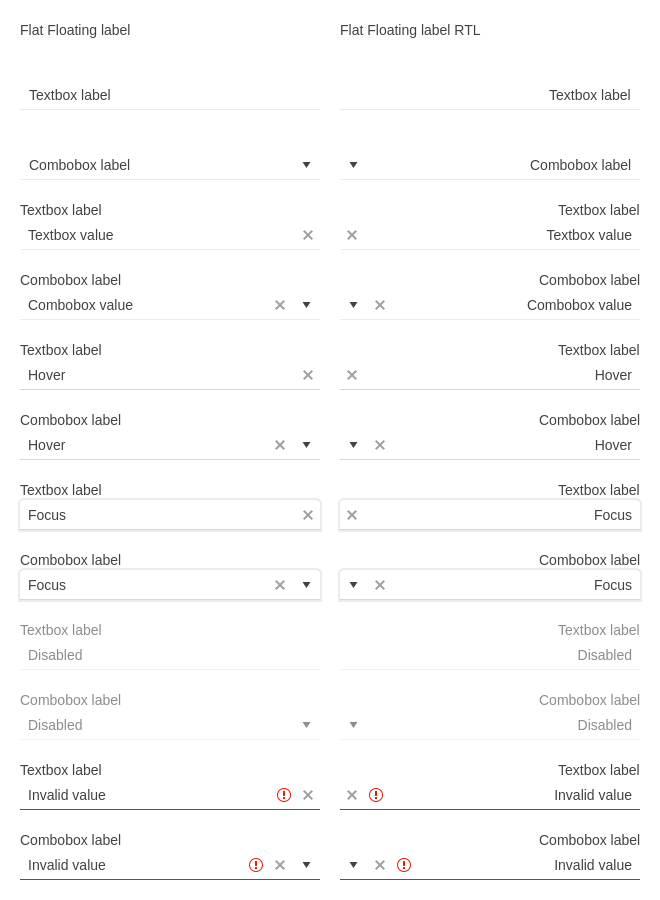 Flat Floating label
Textbox label
Combobox label
Textbox label
Textbox value
Combobox label
Combobox value
Textbox label
Hover
Combobox label
Hover
Textbox label
Focus
Combobox label
Focus
Textbox label
Disabled
Combobox label
Disabled
Textbox label
Invalid value
Combobox label
Invalid value
Flat Floating label RTL
Textbox label
Combobox label
Textbox label
Textbox value
Combobox label
Combobox value
Textbox label
Hover
Combobox label
Hover
Textbox label
Focus
Combobox label
Focus
Textbox label
Disabled
Combobox label
Disabled
Textbox label
Invalid value
Combobox label
Invalid value